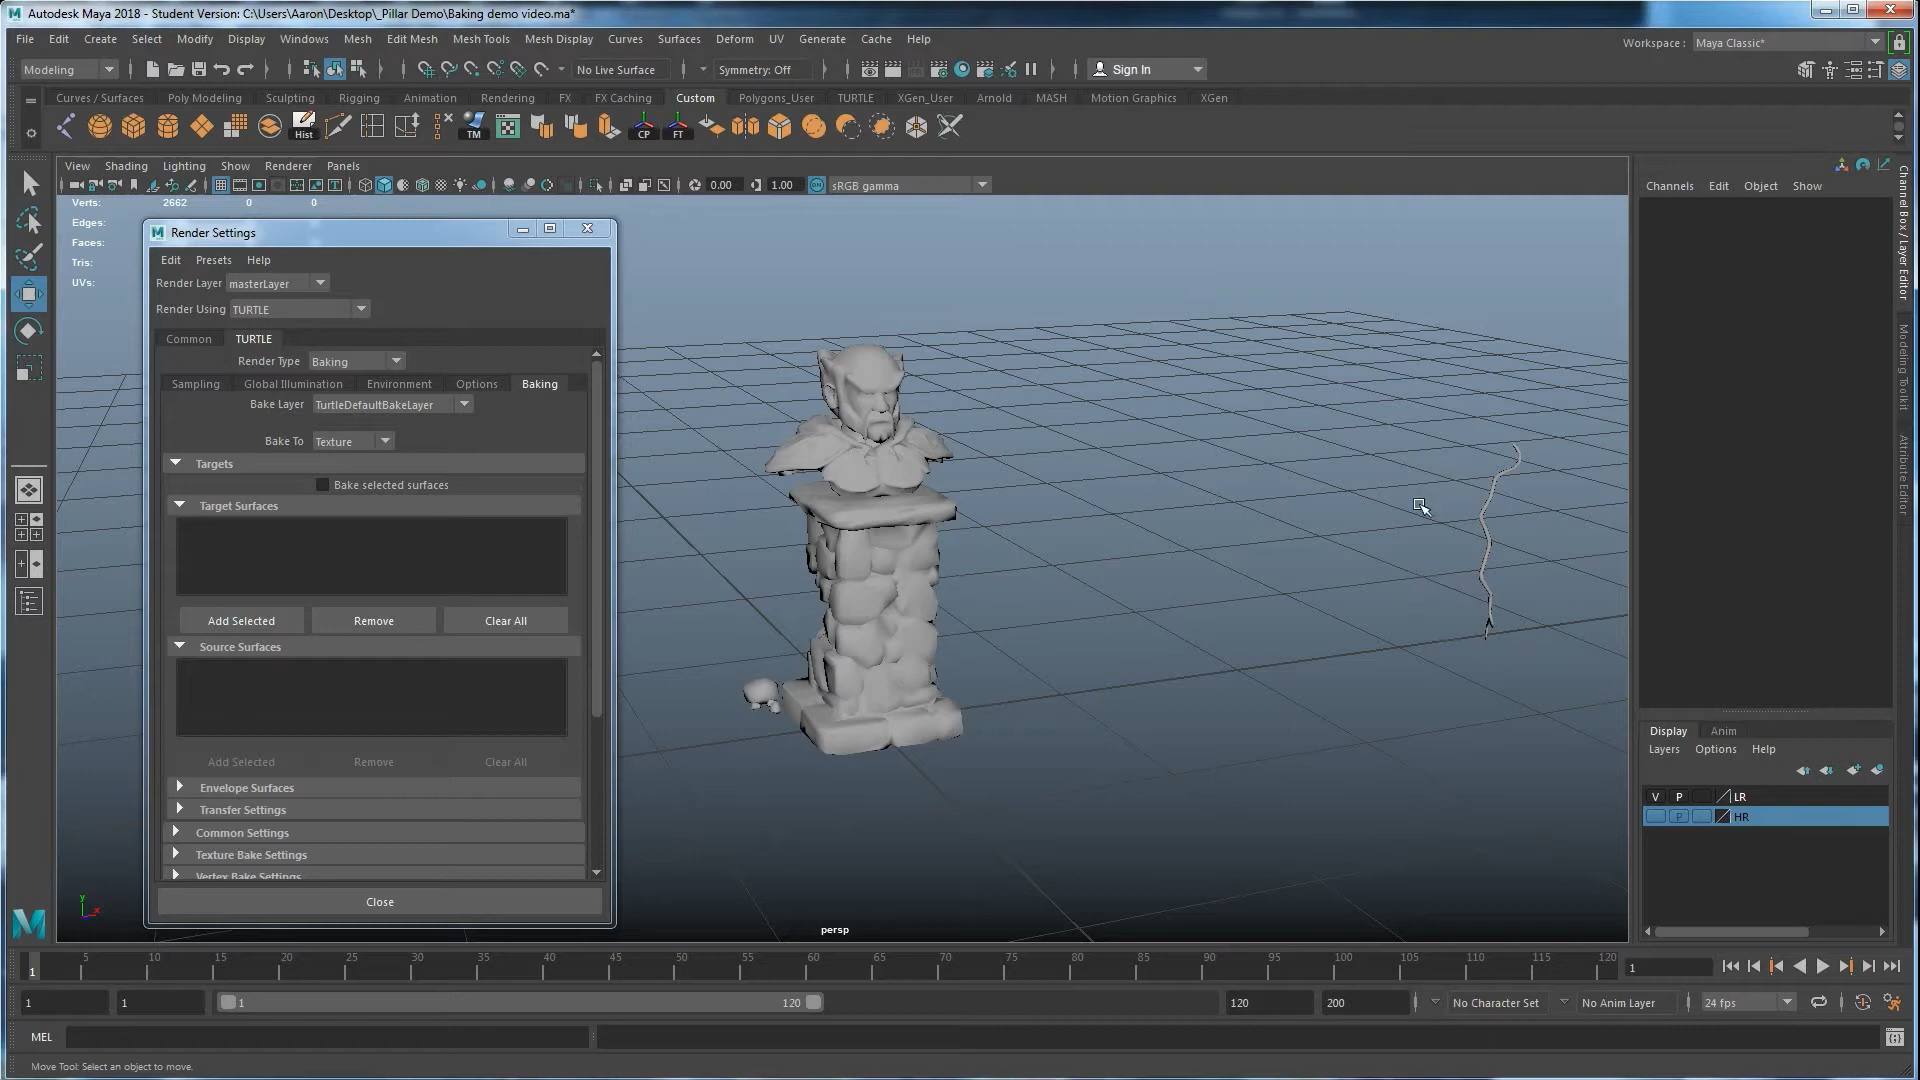 Autodesk Maya 2018 - Student Version: C:\Users\Aaron\Desktop\_Pillar Demo\Baking demo video.ma*
File Edit Create Select Modify Display Windows Mesh Edit Mesh Mesh Tools Mesh Display Curves Surfaces Deform UV Generate Cache Help
Workspace : Maya Classic*
Modeling No Live Surface Symmetry: Off Sign In
Curves / Surfaces Poly Modeling Sculpting Rigging Animation Rendering FX FX Caching Custom Polygons_User TURTLE XGen_User Arnold MASH Motion Graphics XGen
Hist TM CP FT
View Shading Lighting Show Renderer Panels
0.00 1.00 ON sRGB gamma
Channels Edit Object Show
Channel Box / Layer Editor
Modeling Toolkit
Attribute Editor
Verts: 2662 0 0
Edges:
Faces:
Tris:
UVs:
Render Settings
Edit Presets Help
Render Layer masterLayer
Render Using TURTLE
Common TURTLE
Render Type Baking
Sampling Global Illumination Environment Options Baking
Bake Layer TurtleDefaultBakeLayer
Bake To Texture
Targets
Bake selected surfaces
Target Surfaces
Add Selected Remove Clear All
Source Surfaces
Add Selected Remove Clear All
Envelope Surfaces
Transfer Settings
Common Settings
Texture Bake Settings
Vertex Bake Settings
Close
y x
persp
Display Anim
Layers Options Help
V P LR
P HR
1 5 10 15 20 25 30 35 40 45 50 55 60 65 70 75 80 85 90 95 100 105 110 115 120 1
1 1 1 120 120 200 No Character Set No Anim Layer 24 fps
MEL
Move Tool: Select an object to move.